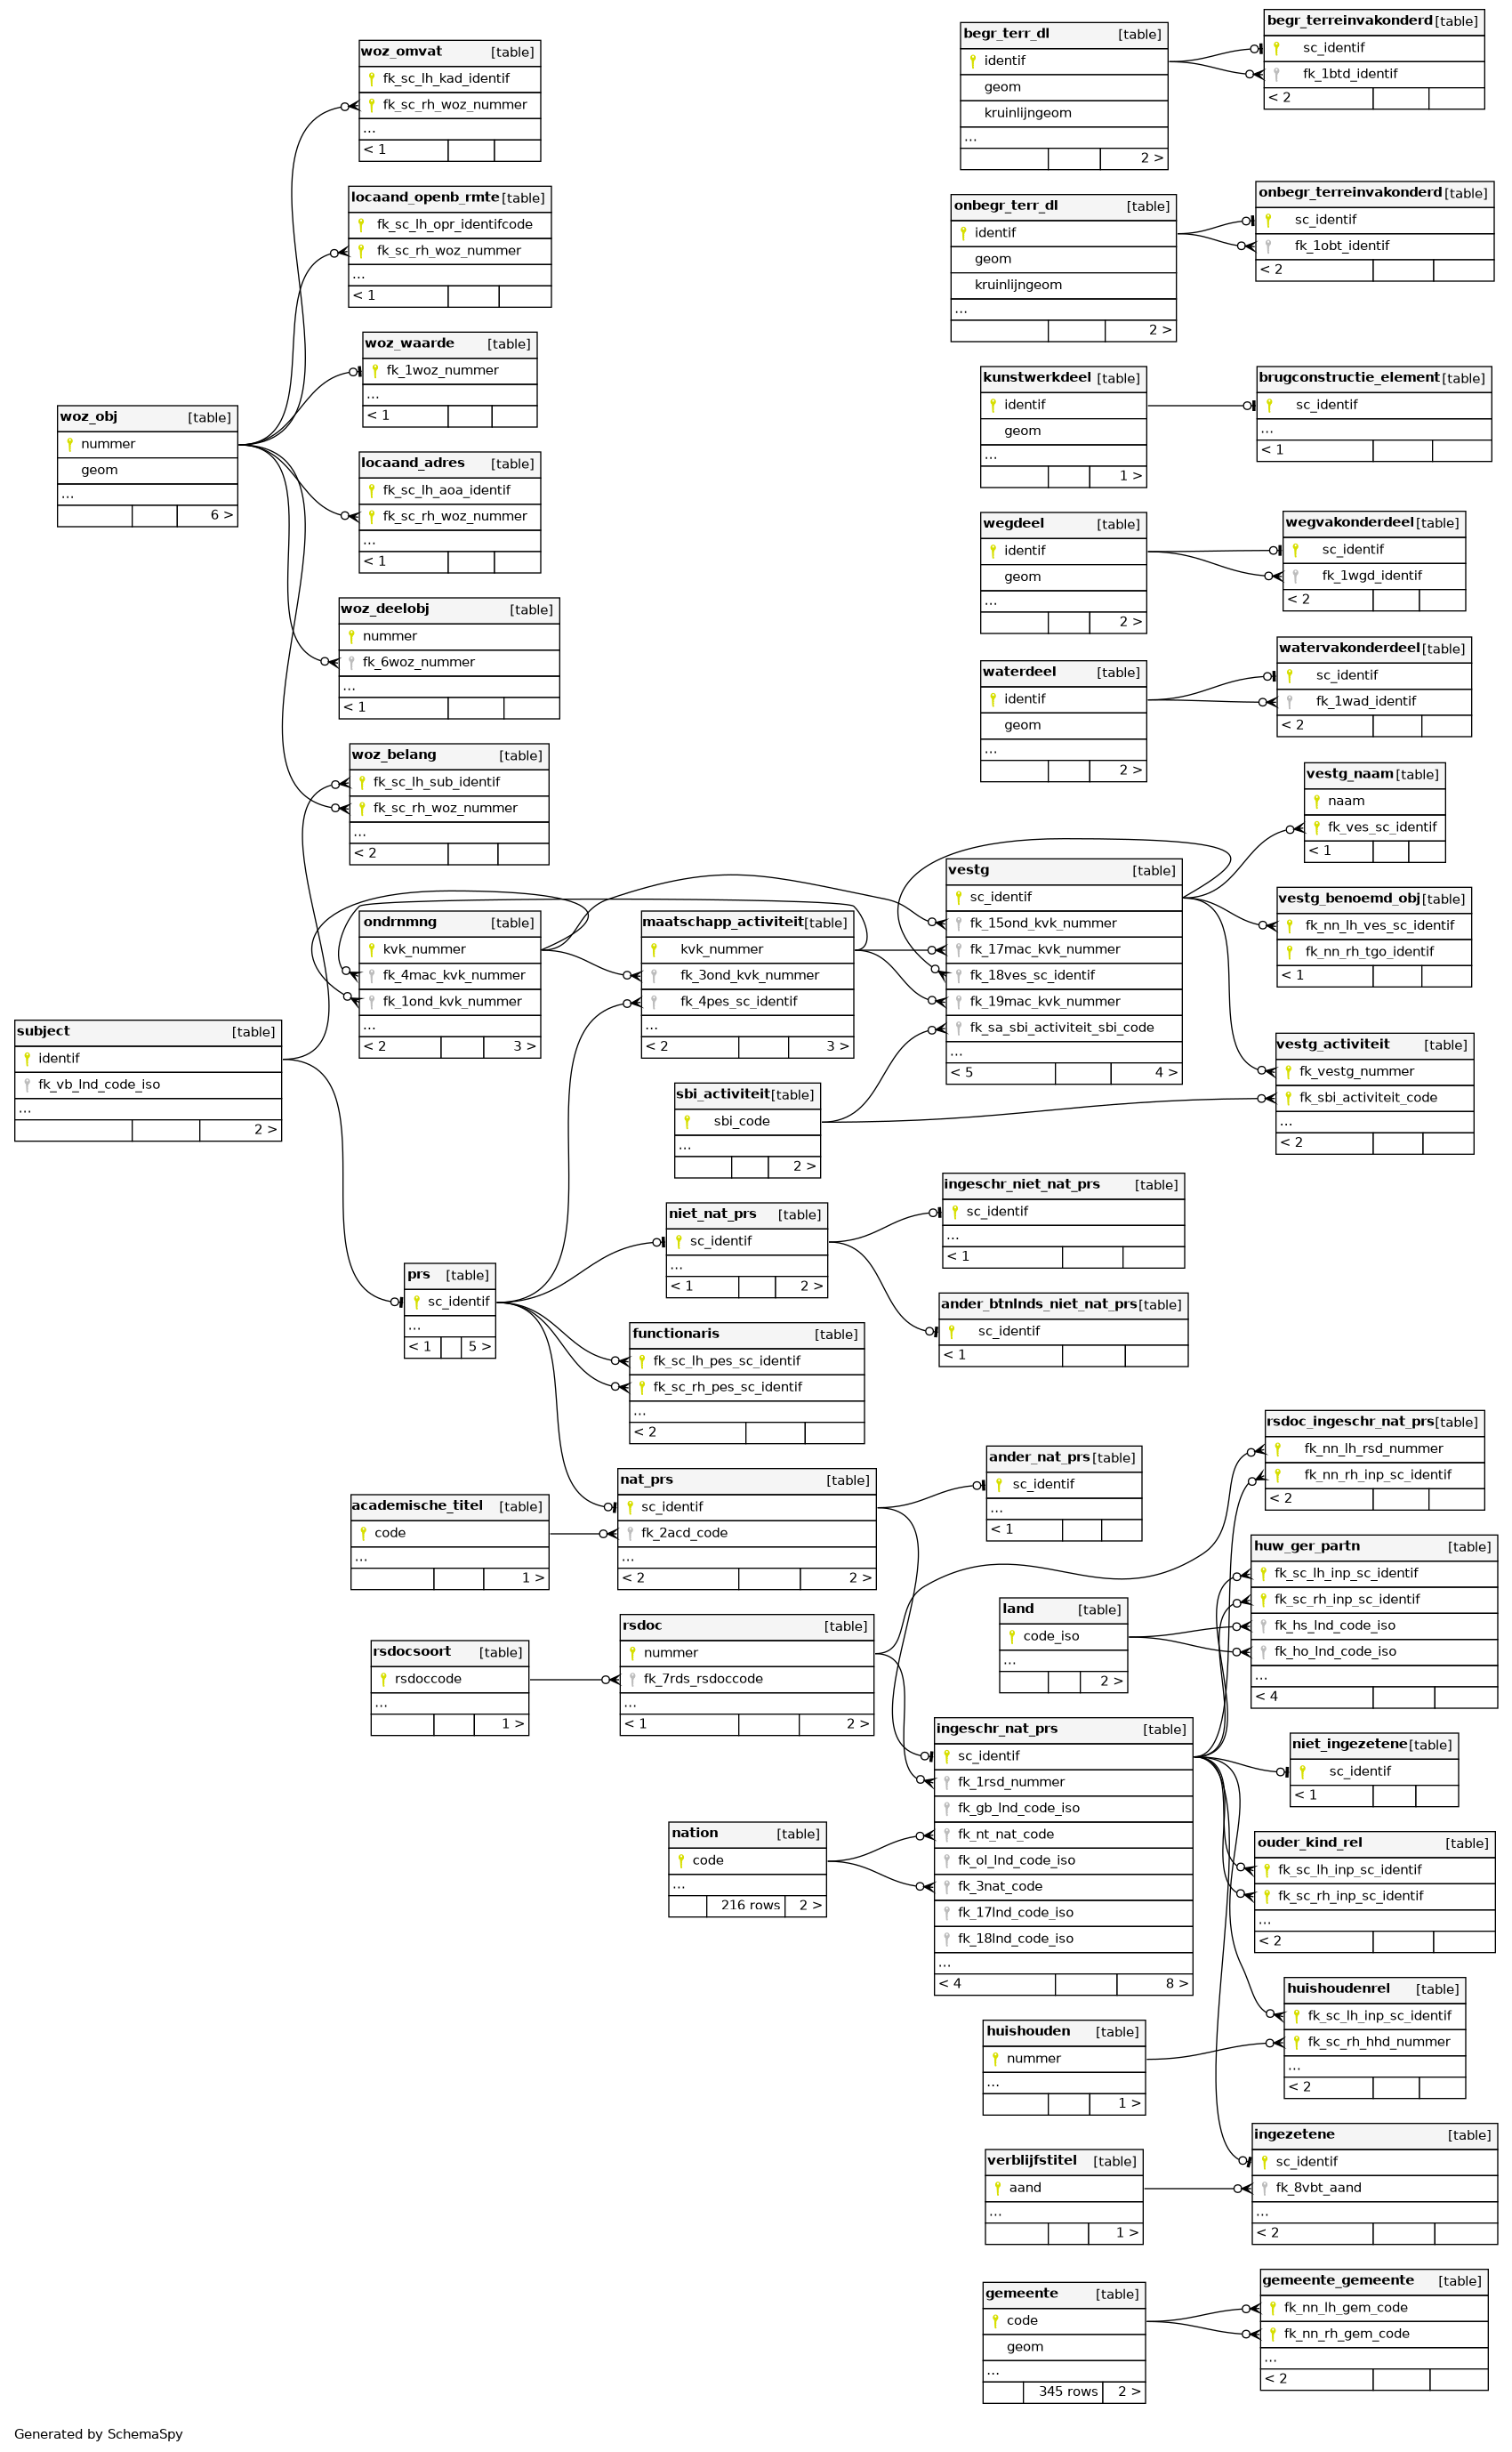 woz_omvat [table]
fk_sc_lh_kad_identif
fk_sc_rh_woz_nummer
...
< 1
locaand_openb_rmte [table]
fk_sc_lh_opr_identifcode
fk_sc_rh_woz_nummer
...
< 1
woz_waarde [table]
fk_1woz_nummer
...
< 1
woz_obj [table]
nummer
geom
...
6 >
locaand_adres [table]
fk_sc_lh_aoa_identif
fk_sc_rh_woz_nummer
...
< 1
woz_deelobj [table]
nummer
fk_6woz_nummer
...
< 1
woz_belang [table]
fk_sc_lh_sub_identif
fk_sc_rh_woz_nummer
...
< 2
ondrnmng [table]
kvk_nummer
fk_4mac_kvk_nummer
fk_1ond_kvk_nummer
...
< 2 3 >
subject [table]
identif
fk_vb_lnd_code_iso
...
2 >
maatschapp_activiteit [table]
kvk_nummer
fk_3ond_kvk_nummer
fk_4pes_sc_identif
...
< 2 3 >
sbi_activiteit [table]
sbi_code
...
2 >
prs [table]
sc_identif
...
< 1 5 >
niet_nat_prs [table]
sc_identif
...
< 1 2 >
functionaris [table]
fk_sc_lh_pes_sc_identif
fk_sc_rh_pes_sc_identif
...
< 2
nat_prs [table]
sc_identif
fk_2acd_code
...
< 2 2 >
academische_titel [table]
code
...
1 >
rsdoc [table]
nummer
fk_7rds_rsdoccode
...
< 1 2 >
rsdocsoort [table]
rsdoccode
...
1 >
nation [table]
code
...
216 rows 2 >
begr_terr_dl [table]
identif
geom
kruinlijngeom
...
2 >
begr_terreinvakonderd [table]
sc_identif
fk_1btd_identif
< 2
onbegr_terr_dl [table]
identif
geom
kruinlijngeom
...
2 >
onbegr_terreinvakonderd [table]
sc_identif
fk_1obt_identif
< 2
kunstwerkdeel [table]
identif
geom
...
1 >
brugconstructie_element [table]
sc_identif
...
< 1
wegdeel [table]
identif
geom
...
2 >
wegvakonderdeel [table]
sc_identif
fk_1wgd_identif
< 2
waterdeel [table]
identif
geom
...
2 >
watervakonderdeel [table]
sc_identif
fk_1wad_identif
< 2
vestg_naam [table]
naam
fk_ves_sc_identif
< 1
vestg [table]
sc_identif
fk_15ond_kvk_nummer
fk_17mac_kvk_nummer
fk_18ves_sc_identif
fk_19mac_kvk_nummer
fk_sa_sbi_activiteit_sbi_code
...
< 5 4 >
vestg_benoemd_obj [table]
fk_nn_lh_ves_sc_identif
fk_nn_rh_tgo_identif
< 1
vestg_activiteit [table]
fk_vestg_nummer
fk_sbi_activiteit_code
...
< 2
ingeschr_niet_nat_prs [table]
sc_identif
...
< 1
ander_btnlnds_niet_nat_prs [table]
sc_identif
< 1
ander_nat_prs [table]
sc_identif
...
< 1
rsdoc_ingeschr_nat_prs [table]
fk_nn_lh_rsd_nummer
fk_nn_rh_inp_sc_identif
< 2
land [table]
code_iso
...
2 >
huw_ger_partn [table]
fk_sc_lh_inp_sc_identif
fk_sc_rh_inp_sc_identif
fk_hs_lnd_code_iso
fk_ho_lnd_code_iso
...
< 4
ingeschr_nat_prs [table]
sc_identif
fk_1rsd_nummer
fk_gb_lnd_code_iso
fk_nt_nat_code
fk_ol_lnd_code_iso
fk_3nat_code
fk_17lnd_code_iso
fk_18lnd_code_iso
...
< 4 8 >
niet_ingezetene [table]
sc_identif
< 1
ouder_kind_rel [table]
fk_sc_lh_inp_sc_identif
fk_sc_rh_inp_sc_identif
...
< 2
huishoudenrel [table]
fk_sc_lh_inp_sc_identif
fk_sc_rh_hhd_nummer
...
< 2
huishouden [table]
nummer
...
1 >
ingezetene [table]
sc_identif
fk_8vbt_aand
...
< 2
verblijfstitel [table]
aand
...
1 >
gemeente [table]
code
geom
...
345 rows 2 >
gemeente_gemeente [table]
fk_nn_lh_gem_code
fk_nn_rh_gem_code
...
< 2
Generated by SchemaSpy